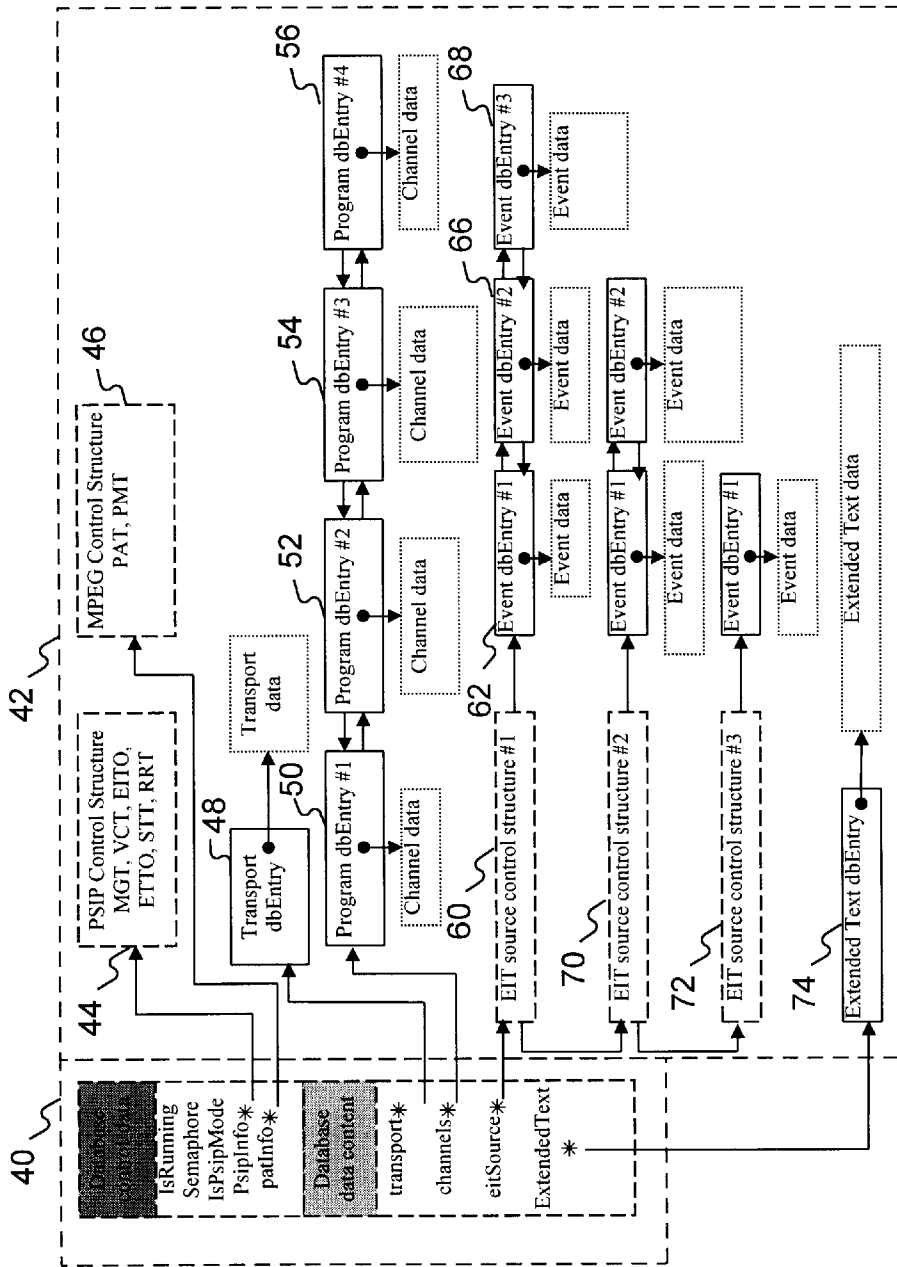 40
42
Database
control data
IsRunning
Semaphore
IsPsipMode
PsipInfo*
patInfo*
Database
data content
transport*
channels*
eitSource*
ExtendedText
*
44
PSIP Control Structure
MGT, VCT, EITO,
ETTO, STT, RRT
46
MPEG Control Structure
PAT, PMT
48
Transport
dbEntry
Transport
data
50
Program dbEntry #1
Channel data
52
Program dbEntry #2
Channel data
54
Program dbEntry #3
Channel data
56
Program dbEntry #4
Channel data
60
EIT source control structure #1
62
Event dbEntry #1
Event data
66
Event dbEntry #2
Event data
68
Event dbEntry #3
Event data
70
EIT source control structure #2
Event dbEntry #1
Event data
Event dbEntry #2
Event data
72
EIT source control structure #3
Event dbEntry #1
Event data
74
Extended Text dbEntry
Extended Text data